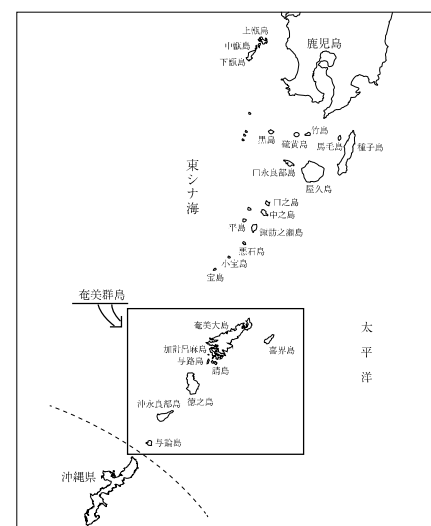 上甑島
中甑島
下甑島
鹿児島
竹島
黒島
硫黄島
馬毛島
種子島
口永良部島
屋久島
東シナ海
口之島
中之島
平島
諏訪之瀬島
悪石島
小宝島
宝島
奄美群島
奄美大島
喜界島
加計呂麻島
与路島
請島
徳之島
沖永良部島
与論島
太平洋
沖縄県